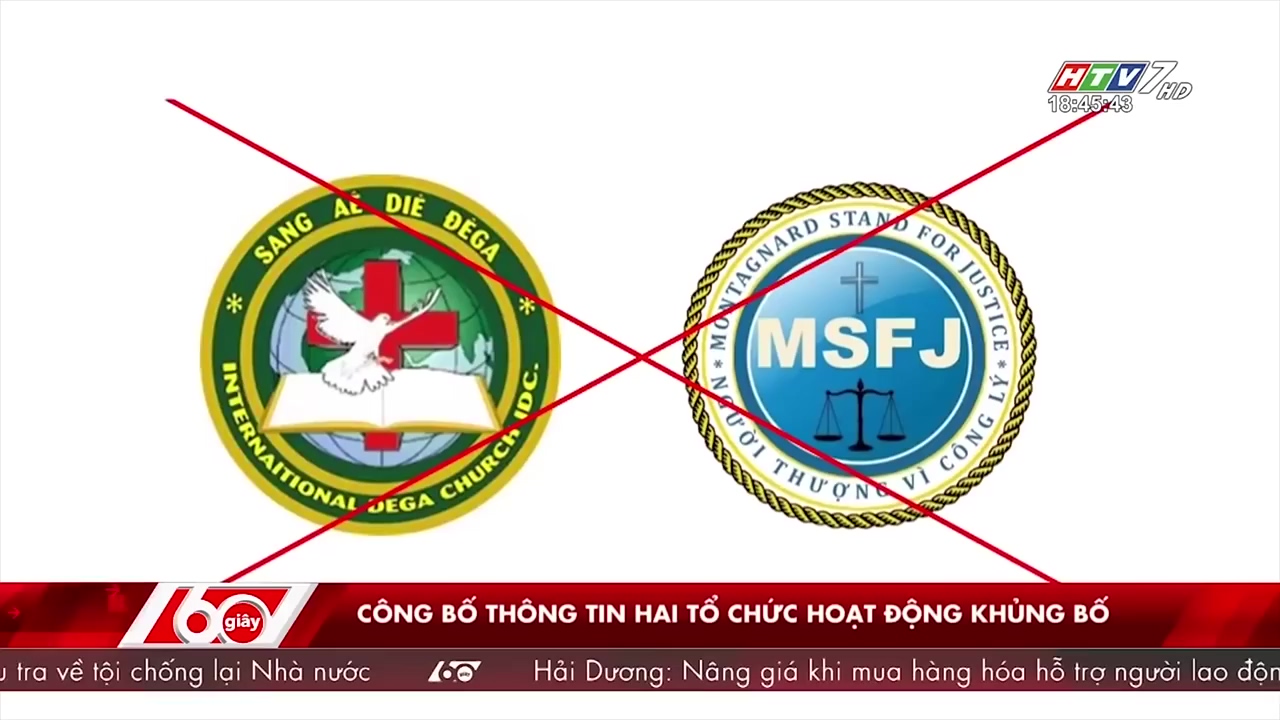 HTV7 HD
18:45:43
SANG AÊ DIÊ ĐÊGA
INTERNAITIONAL DEGA CHURCH IDC.
MONTAGNARD STAND FOR JUSTICE
MSFJ
NGƯỜI THƯỢNG VÌ CÔNG LÝ
60 giây
CÔNG BỐ THÔNG TIN HAI TỔ CHỨC HOẠT ĐỘNG KHỦNG BỐ
tra về tội chống lại Nhà nước 60 giây Hải Dương: Nâng giá khi mua hàng hóa hỗ trợ người lao độn